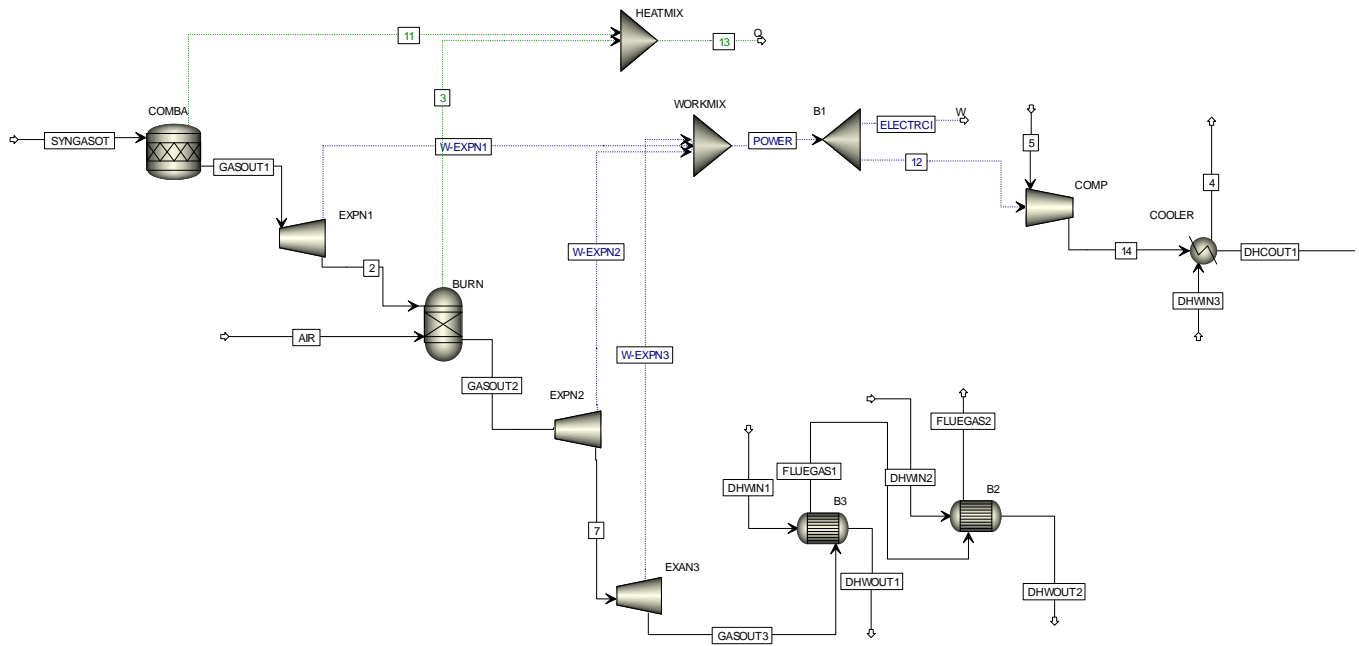 HEATMIX
11
13
Q
3
COMBA
SYNGASOT
GASOUT1
WORKMIX
B1
W
ELECTRCI
POWER
W-EXPN1
12
5
COMP
4
COOLER
14
DHCOUT1
DHWIN3
EXPN1
2
BURN
AIR
W-EXPN2
W-EXPN3
GASOUT2
EXPN2
7
FLUEGAS1
FLUEGAS2
DHWIN1
DHWIN2
B3
B2
EXAN3
DHWOUT1
DHWOUT2
GASOUT3